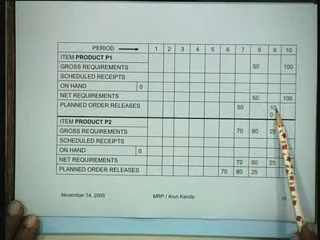 PERIOD 1 2 3 4 5 6 7 8 9 10
ITEM PRODUCT P1
GROSS REQUIREMENTS 50 100
SCHEDULED RECEIPTS
ON HAND 0
NET REQUIREMENTS 50 100
PLANNED ORDER RELEASES 50 10
0
ITEM PRODUCT P2
GROSS REQUIREMENTS 70 80 25
SCHEDULED RECEIPTS
ON HAND 0
NET REQUIREMENTS 70 80 25
PLANNED ORDER RELEASES 70 80 25
November 14, 2003 MRP / Arun Kanda